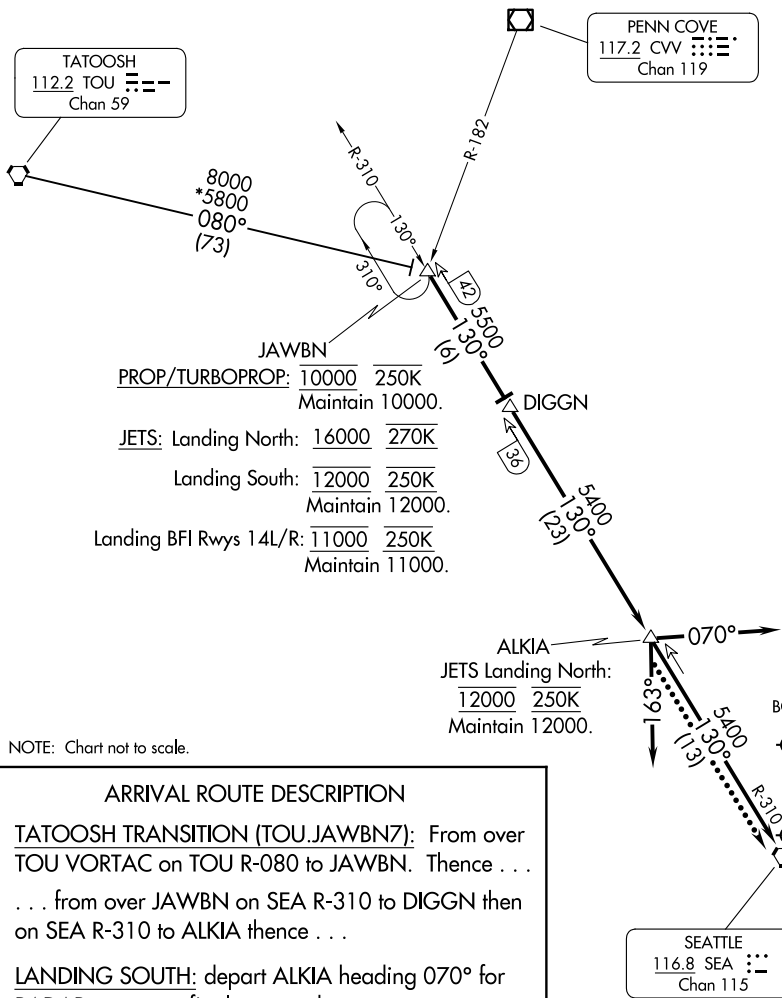 TATOOSH
112.2 TOU
Chan 59
PENN COVE
117.2 CVV
Chan 119
R-182
R-310
130°
310°
8000
*5800
080°
(73)
42
5500
130°
(6)
JAWBN
PROP/TURBOPROP: 10000 250K
Maintain 10000.
JETS: Landing North: 16000 270K
Landing South: 12000 250K
Maintain 12000.
Landing BFI Rwys 14L/R: 11000 250K
Maintain 11000.
DIGGN
36
5400
130°
(23)
ALKIA
JETS Landing North:
12000 250K
Maintain 12000.
070°
163°
5400
130°
(13)
R-310
NOTE: Chart not to scale.
ARRIVAL ROUTE DESCRIPTION
TATOOSH TRANSITION (TOU.JAWBN7): From over
TOU VORTAC on TOU R-080 to JAWBN. Thence . . .
. . . from over JAWBN on SEA R-310 to DIGGN then
on SEA R-310 to ALKIA thence . . .
LANDING SOUTH: depart ALKIA heading 070° for
SEATTLE
116.8 SEA
Chan 115